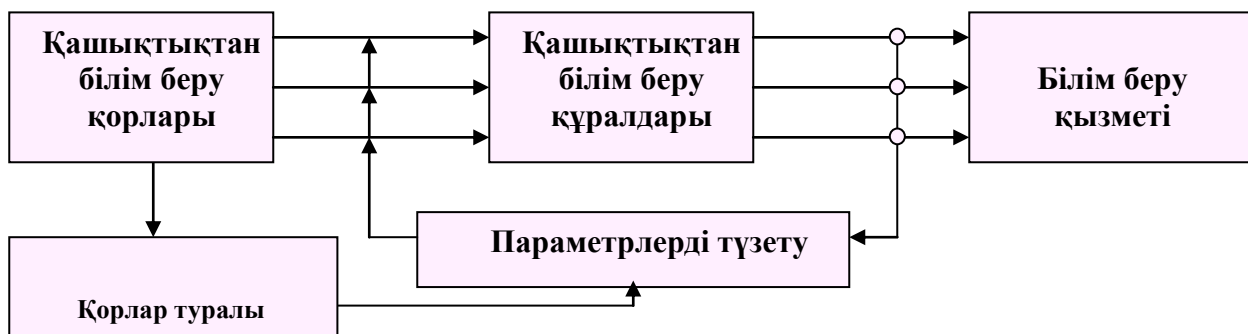 Қашықтықтан
білім беру
қорлары
Қашықтықтан
білім беру
құралдары
Білім беру
қызметі
Параметрлерді түзету
Қорлар туралы